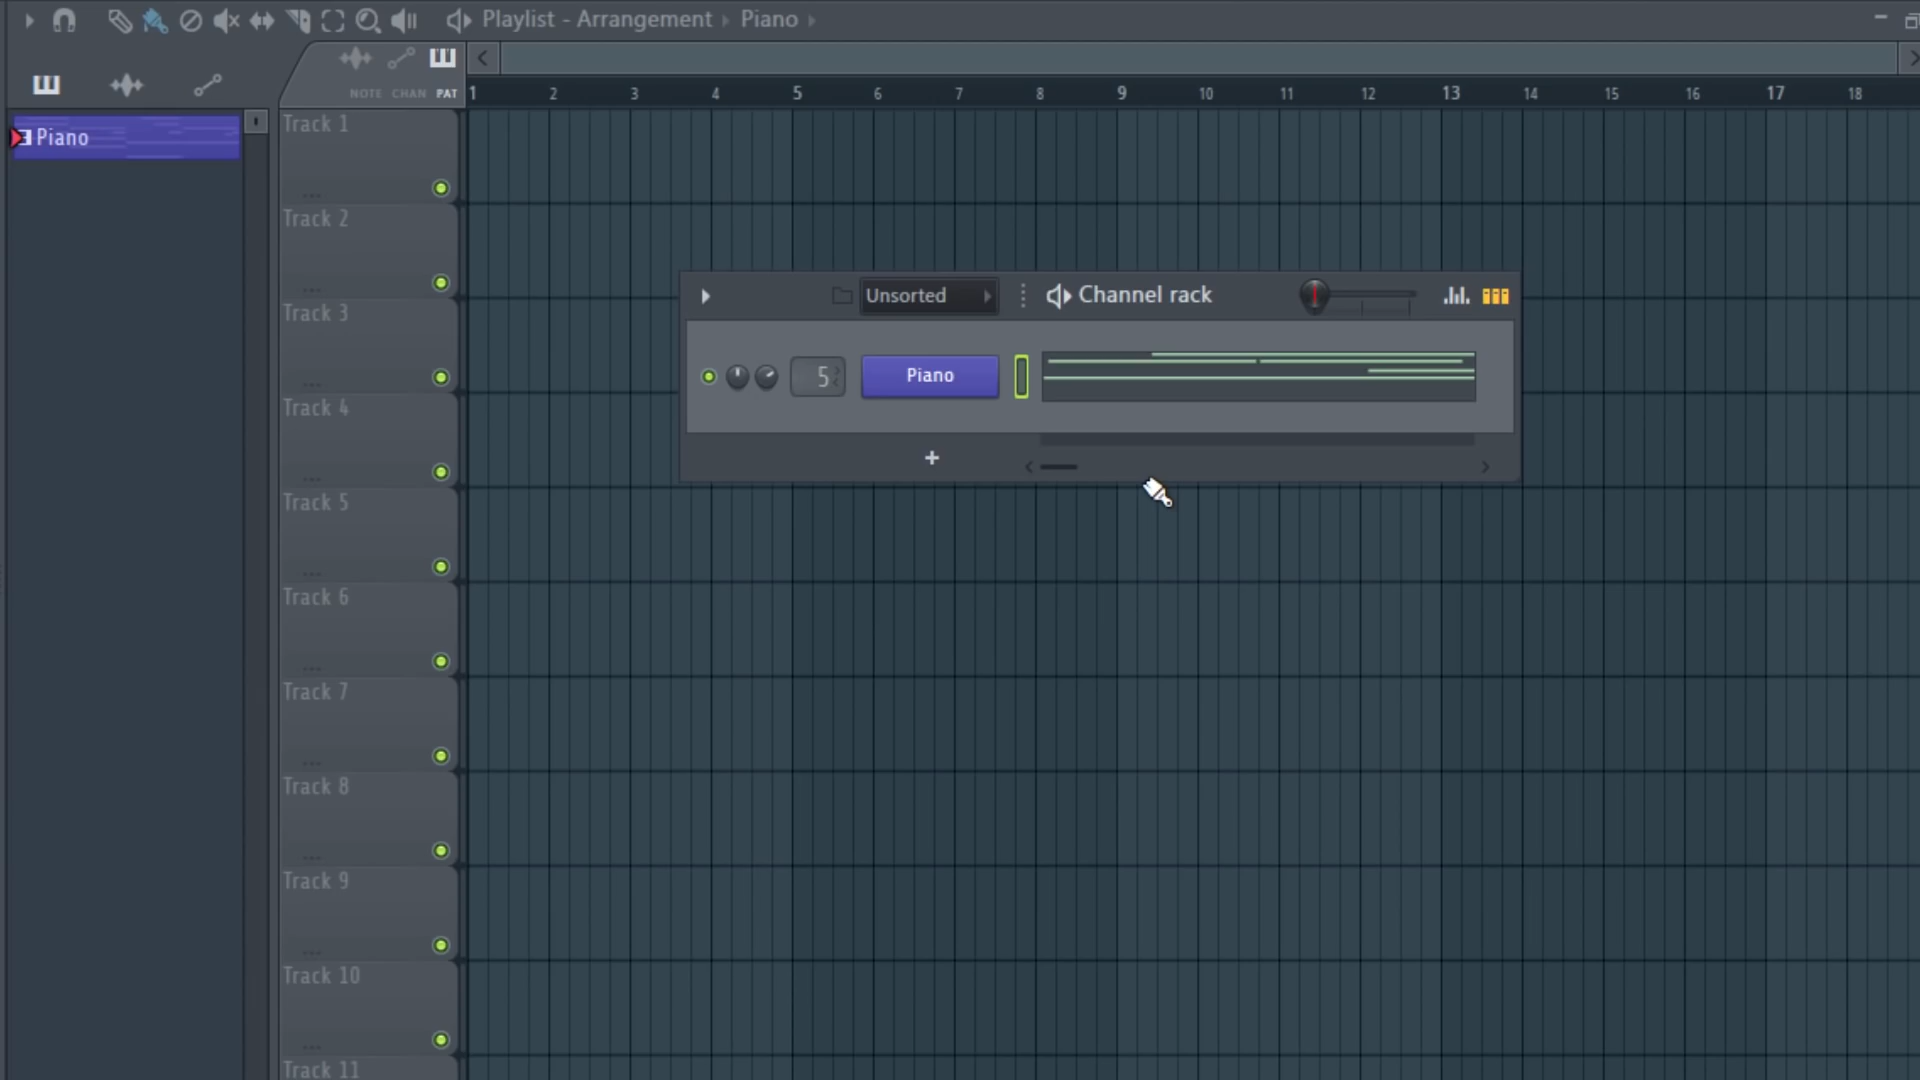 Playlist - Arrangement › Piano ›
NOTE CHAN PAT
1 2 3 4 5 6 7 8 9 10 11 12 13 14 15 16 17 18
Piano
Track 1
Track 2
Track 3
Unsorted
Channel rack
5
Piano
+
Track 4
Track 5
Track 6
Track 7
Track 8
Track 9
Track 10
Track 11